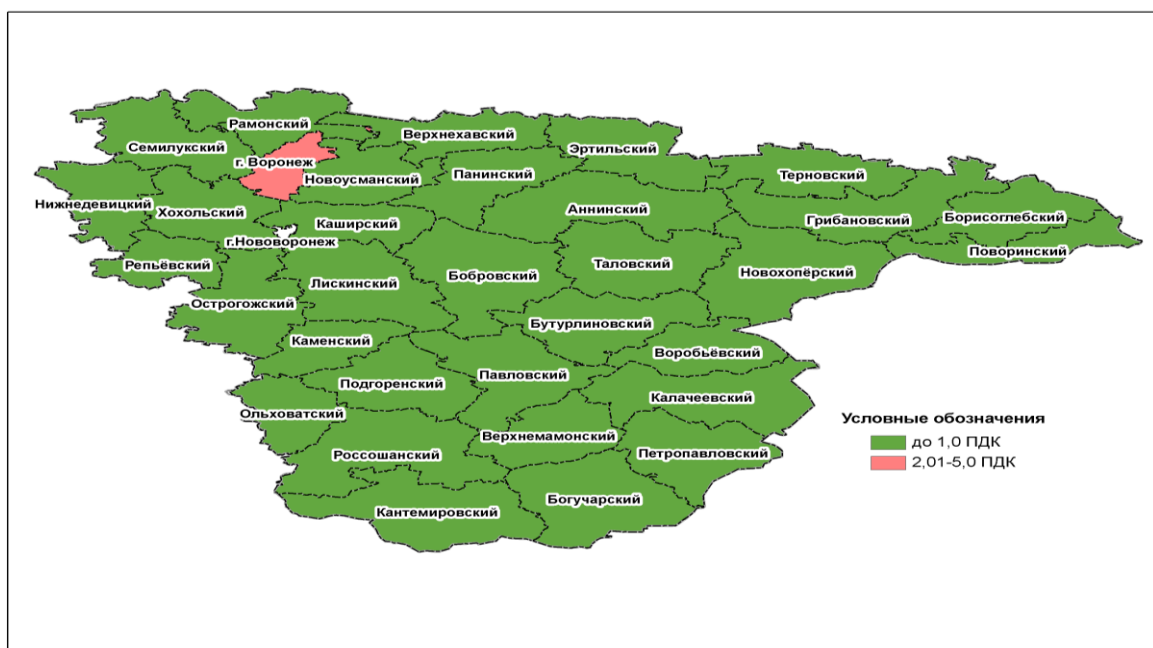 Рамонский
Верхнехавский
Семилукский
Эртильский
г. Воронеж
Панинский
Терновский
Новоусманский
Нижнедевицкий
Хохольский
Аннинский
Каширский
Грибановский
Борисоглебский
г.Нововоронеж
Поворинский
Репьёвский
Бобровский
Таловский
Новохопёрский
Лискинский
Острогожский
Бутурлиновский
Каменский
Воробьёвский
Павловский
Подгоренский
Калачеевский
Ольховатский
Верхнемамонский
Россошанский
Петропавловский
Богучарский
Кантемировский
Условные обозначения
до 1,0 ПДК
2,01-5,0 ПДК